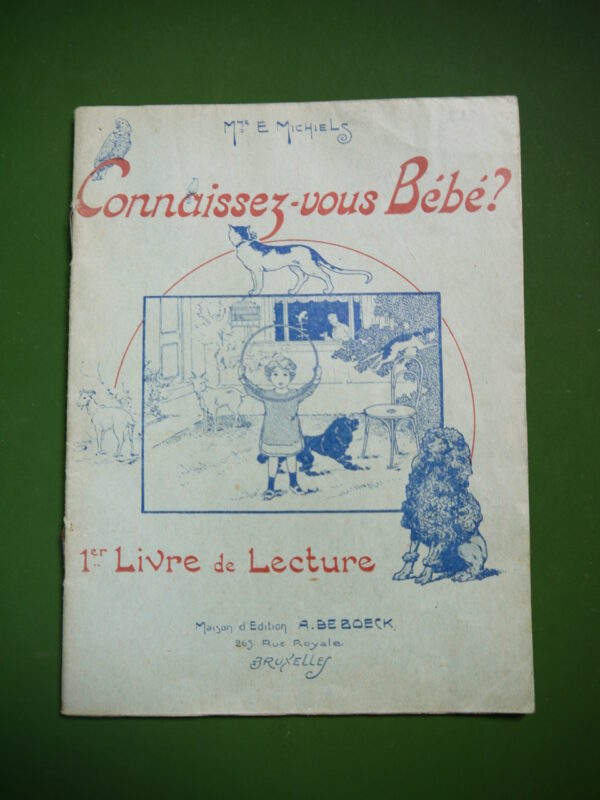 Mme E MICHIELS
Connaissez-vous Bébé?
1er Livre de Lecture
Maison d'Edition A. DE BOECK.
265. Rue Royale.
BRUXELLES